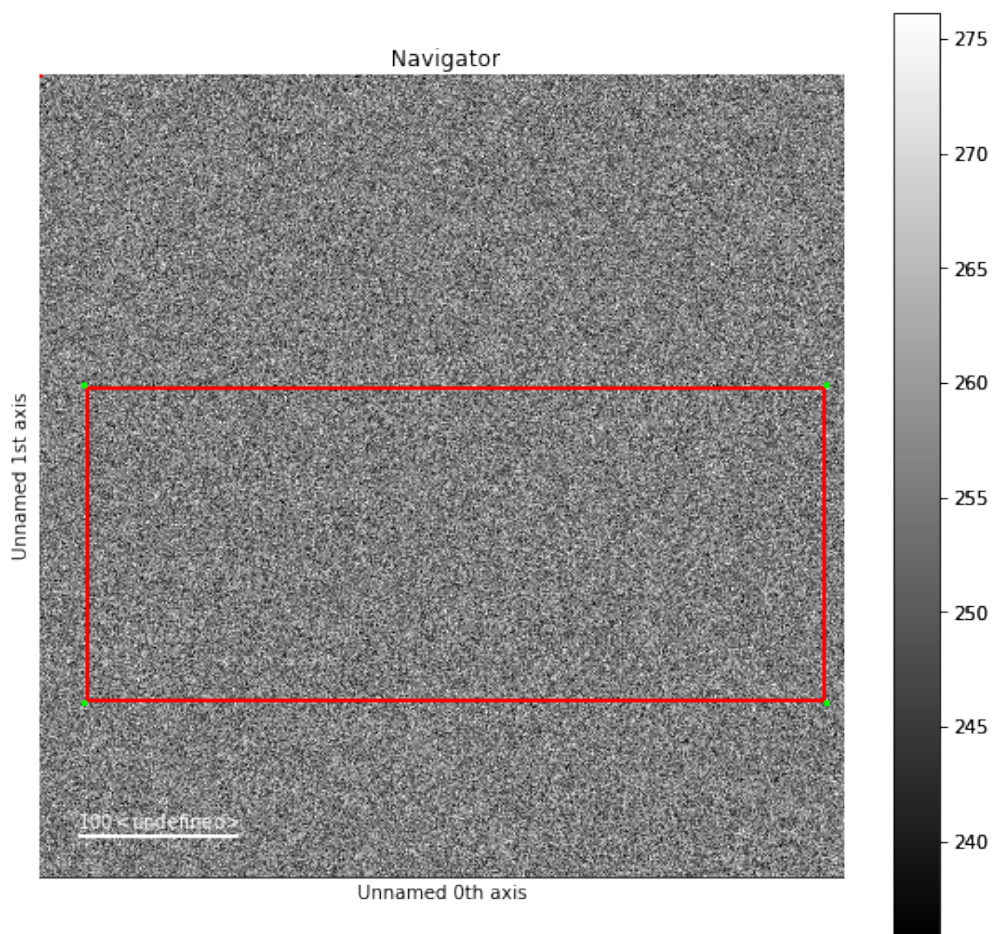 Navigator
275
270
265
260
255
250
245
240
Unnamed 1st axis
100 <undefined>
Unnamed 0th axis